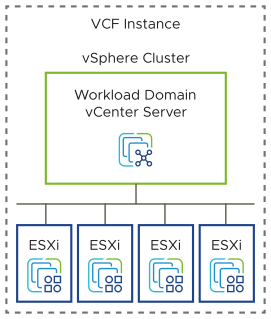 VCF Instance
vSphere Cluster
Workload Domain
vCenter Server
ESXi
ESXi
ESXi
ESXi